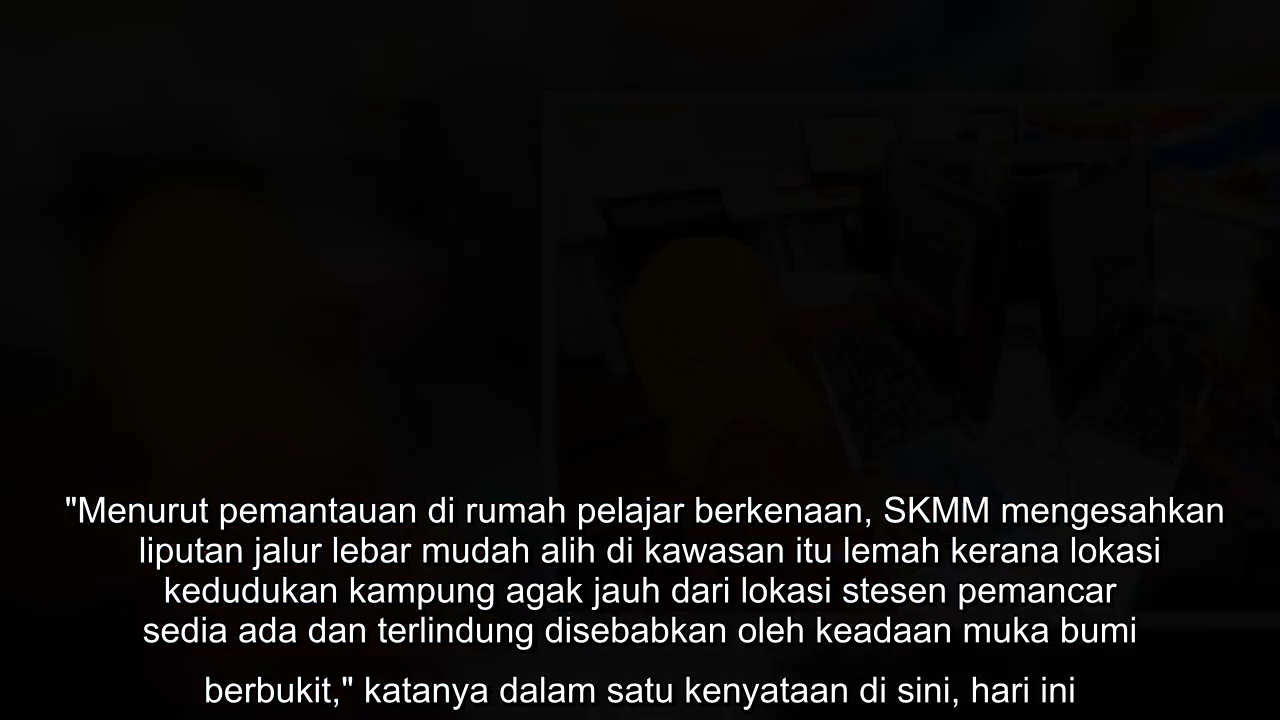 "Menurut pemantauan di rumah pelajar berkenaan, SKMM mengesahkan
liputan jalur lebar mudah alih di kawasan itu lemah kerana lokasi
kedudukan kampung agak jauh dari lokasi stesen pemancar
sedia ada dan terlindung disebabkan oleh keadaan muka bumi
berbukit," katanya dalam satu kenyataan di sini, hari ini